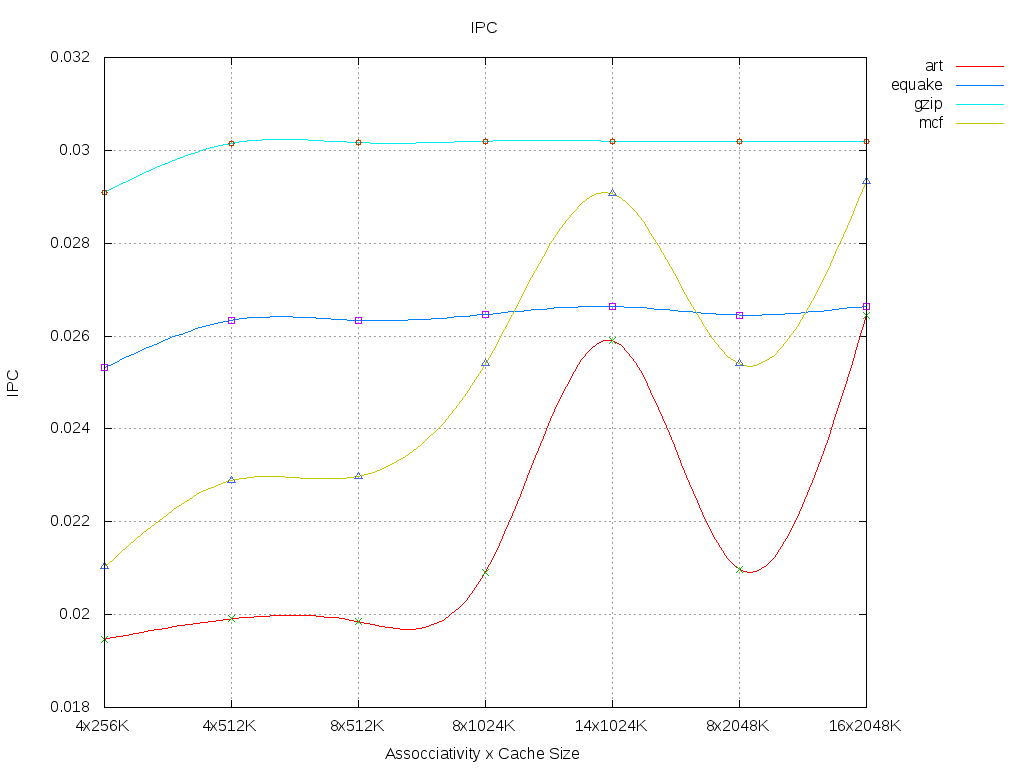 IPC
0.032
0.03
0.028
0.026
0.024
0.022
0.02
0.018
IPC
4x256K 4x512K 8x512K 8x1024K 14x1024K 8x2048K 16x2048K
Assocciativity x Cache Size
art
equake
gzip
mcf